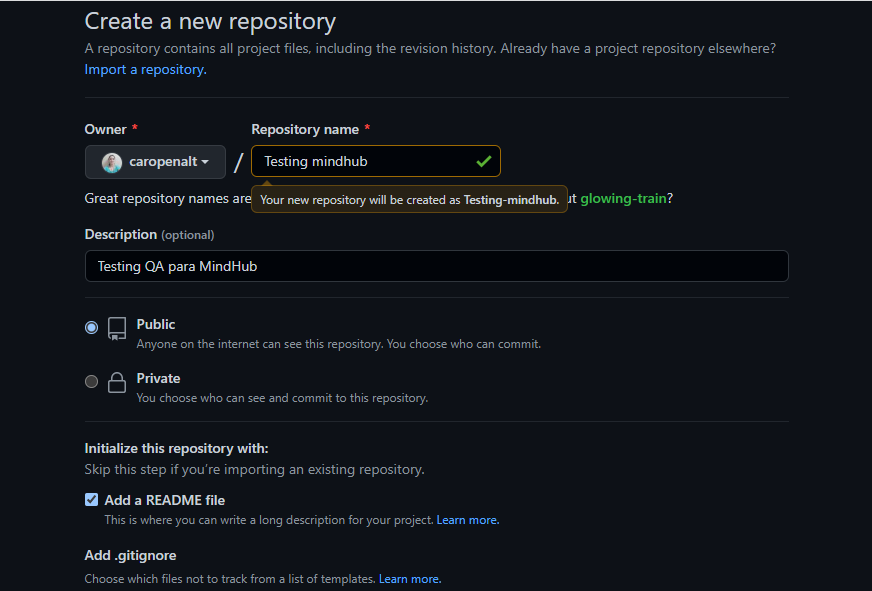 Create a new repository
A repository contains all project files, including the revision history. Already have a project repository elsewhere?
Import a repository.
Owner * Repository name *
caropenalt / Testing mindhub
Great repository names are ut glowing-train?
Your new repository will be created as Testing-mindhub.
Description (optional)
Testing QA para MindHub
Public
Anyone on the internet can see this repository. You choose who can commit.
Private
You choose who can see and commit to this repository.
Initialize this repository with:
Skip this step if you’re importing an existing repository.
Add a README file
This is where you can write a long description for your project. Learn more.
Add .gitignore
Choose which files not to track from a list of templates. Learn more.